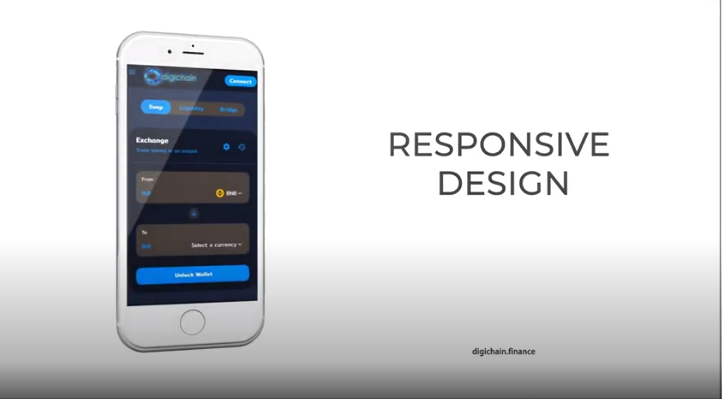 digichain
Connect
Swap
Liquidity
Bridge
Exchange
Trade tokens in an instant
From
0.0
BNB
To
0.0
Select a currency
Unlock Wallet
RESPONSIVE
DESIGN
digichain.finance